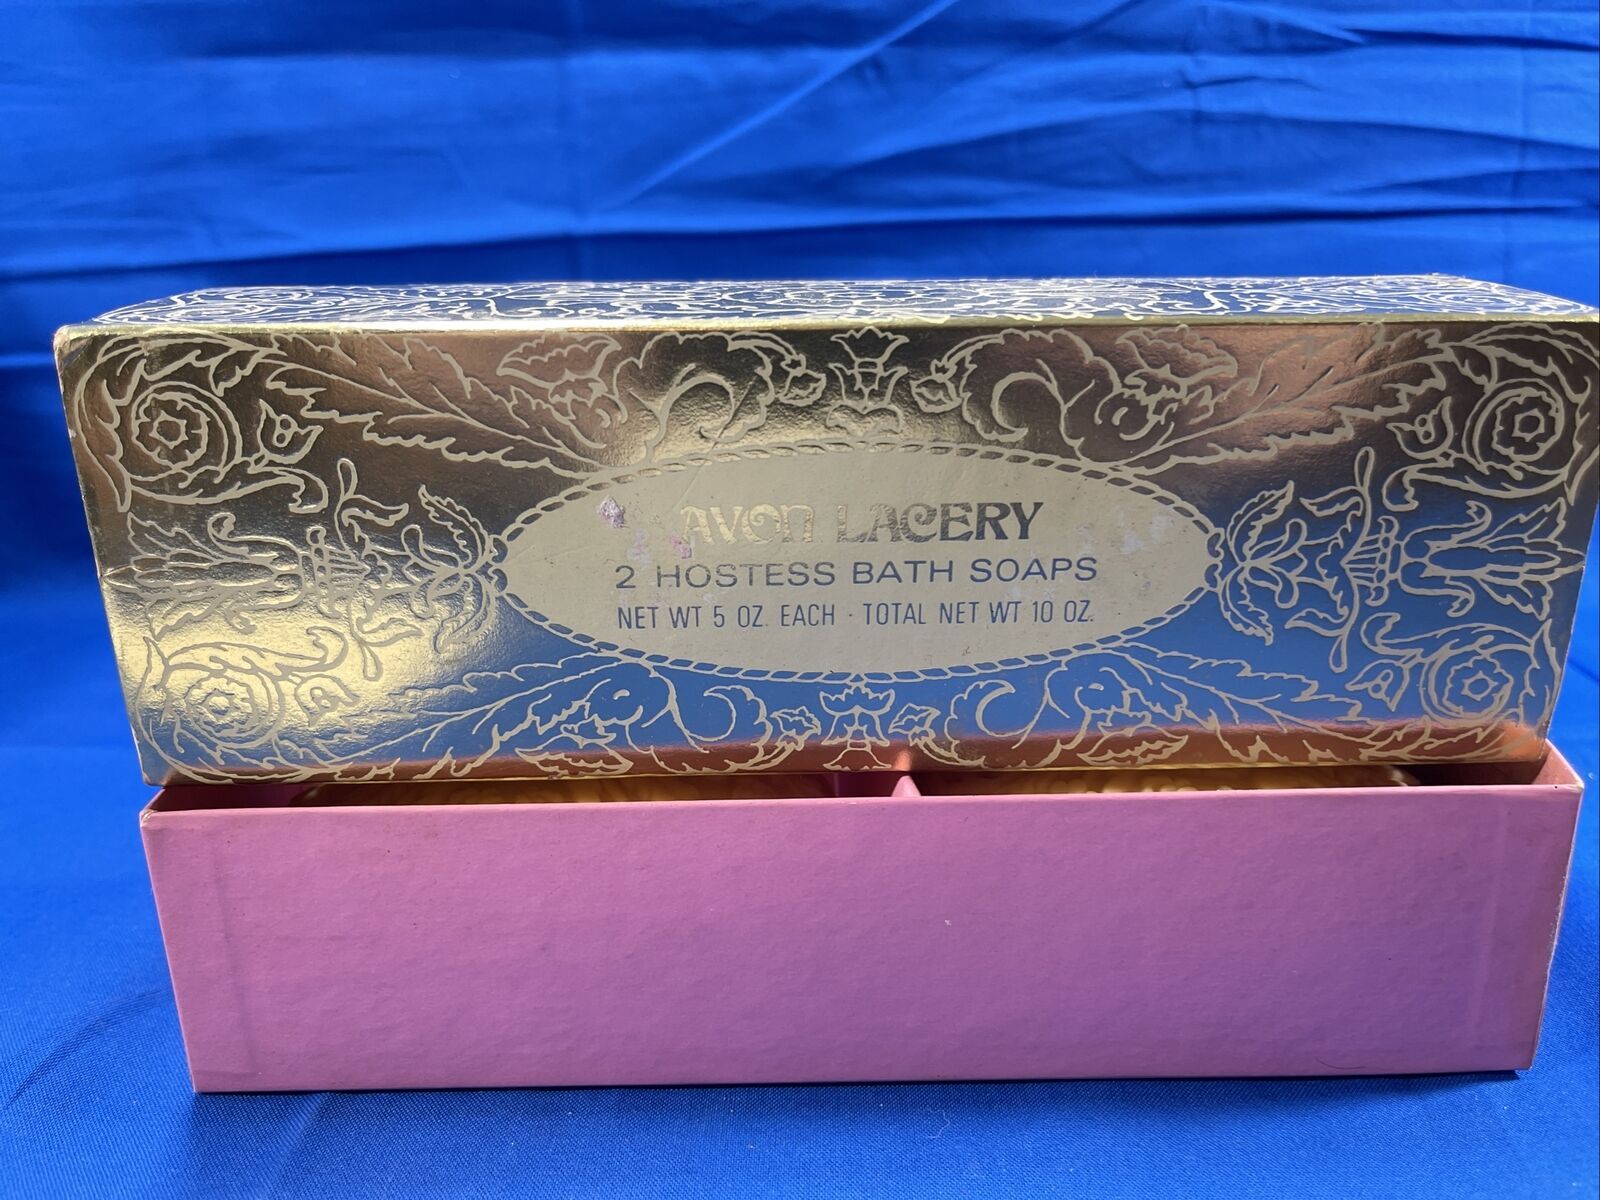 AVON LACERY
2 HOSTESS BATH SOAPS
NET WT 5 OZ. EACH · TOTAL NET WT 10 OZ.